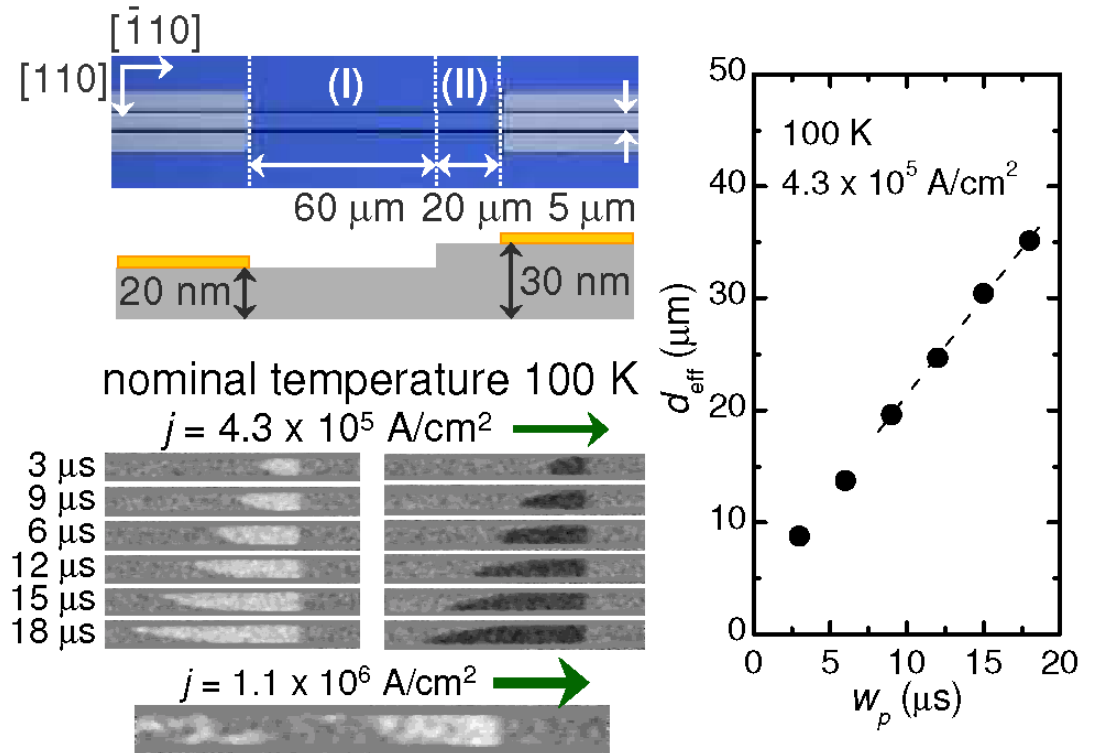 [1̄10]
[110]
(I) (II)
60 μm 20 μm 5 μm
20 nm
30 nm
nominal temperature 100 K
j = 4.3 x 10⁵ A/cm²
3 μs
9 μs
6 μs
12 μs
15 μs
18 μs
j = 1.1 x 10⁶ A/cm²
100 K
4.3 x 10⁵ A/cm²
50
40
30
20
10
0
d_eff (μm)
0 5 10 15 20
w_p (μs)